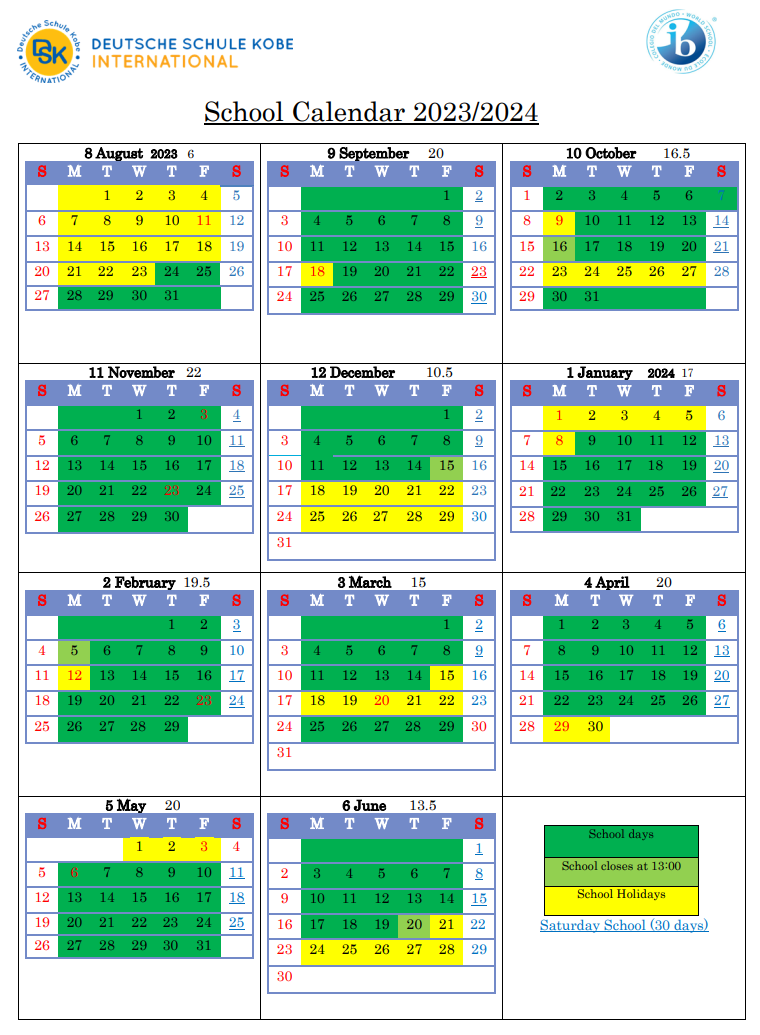 Deutsche Schule Kobe
DSK
INTERNATIONAL
DEUTSCHE SCHULE KOBE
INTERNATIONAL
ib
COLEGIO DEL MUNDO · WORLD SCHOOL · ÉCOLE DU MONDE
®
School Calendar 2023/2024
8 August 2023 6
S M T W T F S
1 2 3 4 5
6 7 8 9 10 11 12
13 14 15 16 17 18 19
20 21 22 23 24 25 26
27 28 29 30 31
9 September 20
S M T W T F S
1 2
3 4 5 6 7 8 9
10 11 12 13 14 15 16
17 18 19 20 21 22 23
24 25 26 27 28 29 30
10 October 16.5
S M T W T F S
1 2 3 4 5 6 7
8 9 10 11 12 13 14
15 16 17 18 19 20 21
22 23 24 25 26 27 28
29 30 31
11 November 22
S M T W T F S
1 2 3 4
5 6 7 8 9 10 11
12 13 14 15 16 17 18
19 20 21 22 23 24 25
26 27 28 29 30
12 December 10.5
S M T W T F S
1 2
3 4 5 6 7 8 9
10 11 12 13 14 15 16
17 18 19 20 21 22 23
24 25 26 27 28 29 30
31
1 January 2024 17
S M T W T F S
1 2 3 4 5 6
7 8 9 10 11 12 13
14 15 16 17 18 19 20
21 22 23 24 25 26 27
28 29 30 31
2 February 19.5
S M T W T F S
1 2 3
4 5 6 7 8 9 10
11 12 13 14 15 16 17
18 19 20 21 22 23 24
25 26 27 28 29
3 March 15
S M T W T F S
1 2
3 4 5 6 7 8 9
10 11 12 13 14 15 16
17 18 19 20 21 22 23
24 25 26 27 28 29 30
31
4 April 20
S M T W T F S
1 2 3 4 5 6
7 8 9 10 11 12 13
14 15 16 17 18 19 20
21 22 23 24 25 26 27
28 29 30
5 May 20
S M T W T F S
1 2 3 4
5 6 7 8 9 10 11
12 13 14 15 16 17 18
19 20 21 22 23 24 25
26 27 28 29 30 31
6 June 13.5
S M T W T F S
1
2 3 4 5 6 7 8
9 10 11 12 13 14 15
16 17 18 19 20 21 22
23 24 25 26 27 28 29
30
School days
School closes at 13:00
School Holidays
Saturday School (30 days)